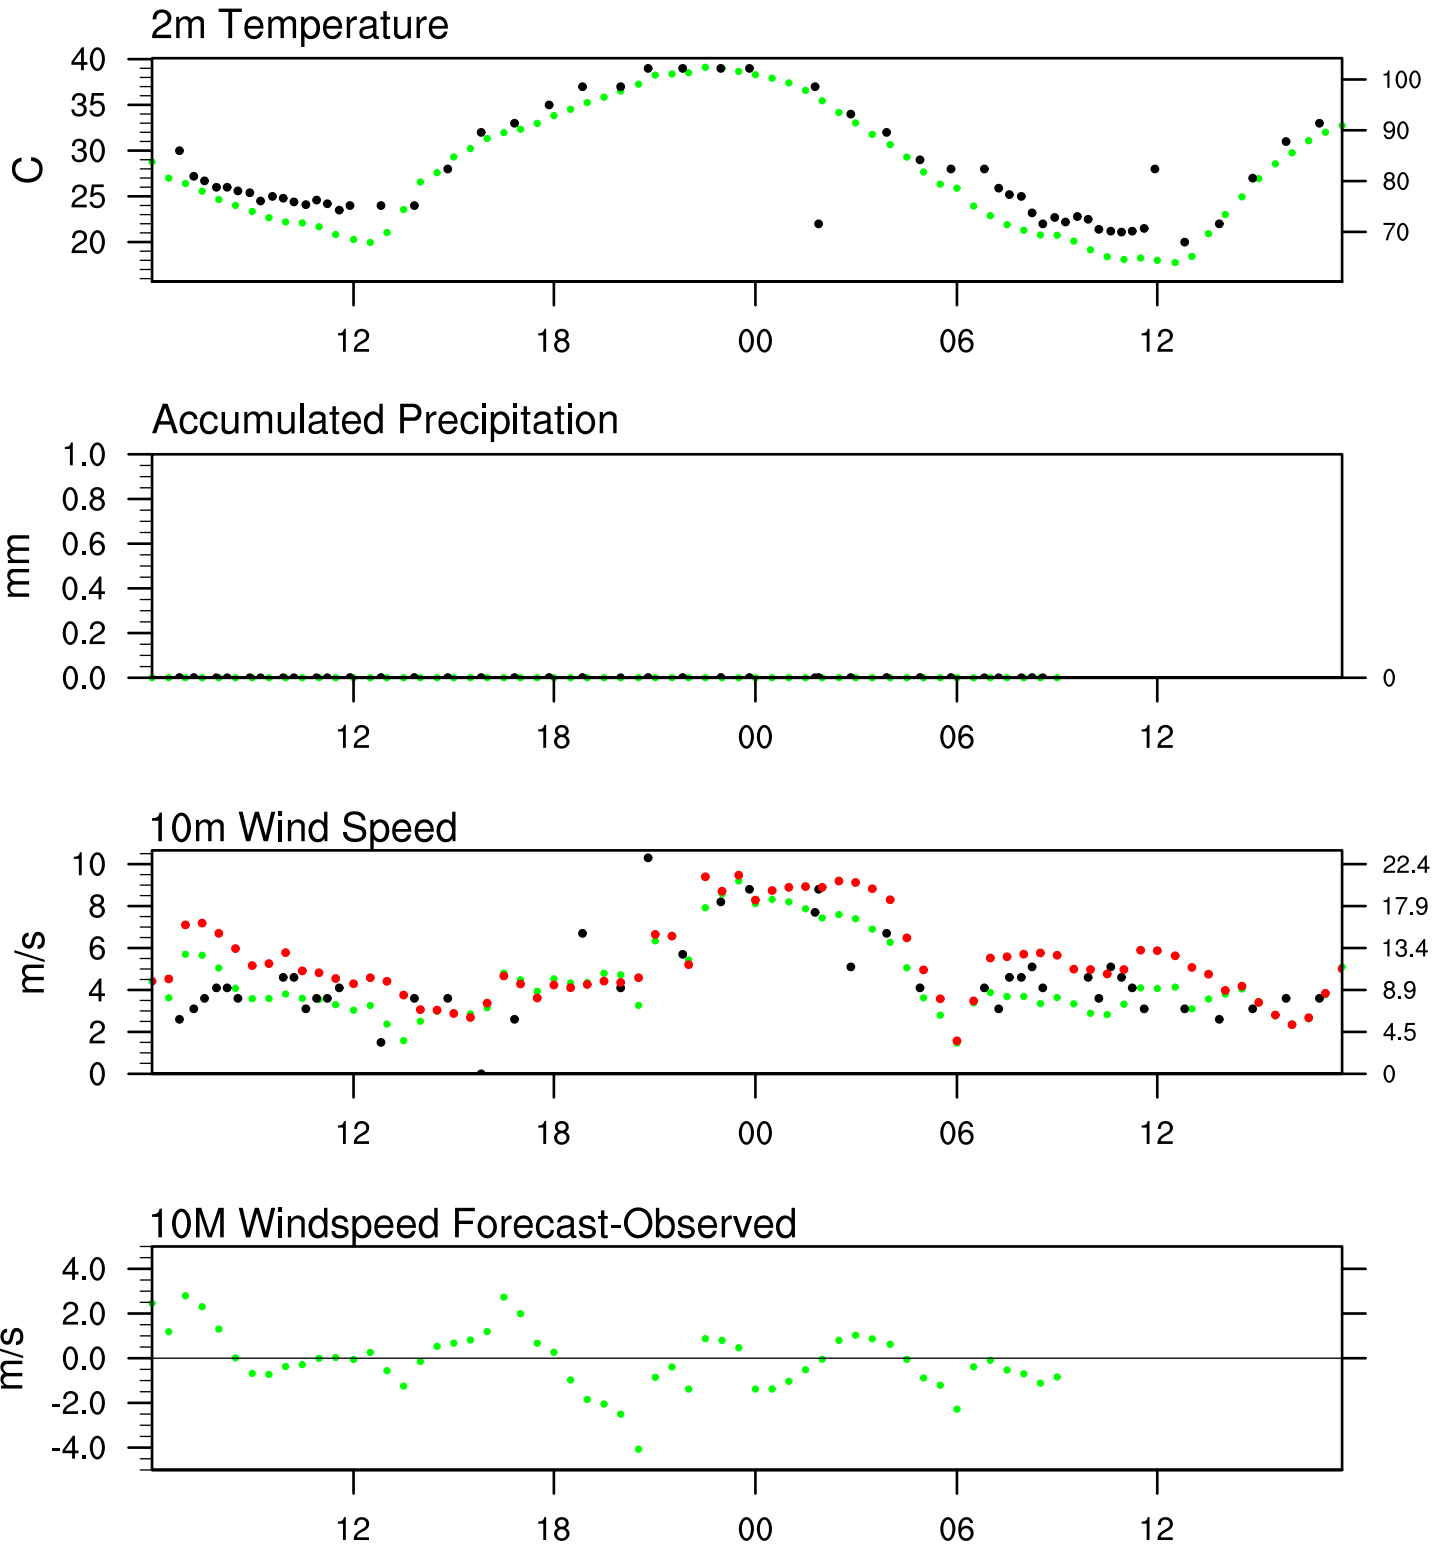 2m Temperature
40
35
30
25
20
C
100
90
80
70
12 18 00 06 12
Accumulated Precipitation
1.0
0.8
0.6
0.4
0.2
0.0
mm
0
12 18 00 06 12
10m Wind Speed
10
8
6
4
2
0
m/s
22.4
17.9
13.4
8.9
4.5
0
12 18 00 06 12
10M Windspeed Forecast-Observed
4.0
2.0
0.0
-2.0
-4.0
m/s
12 18 00 06 12